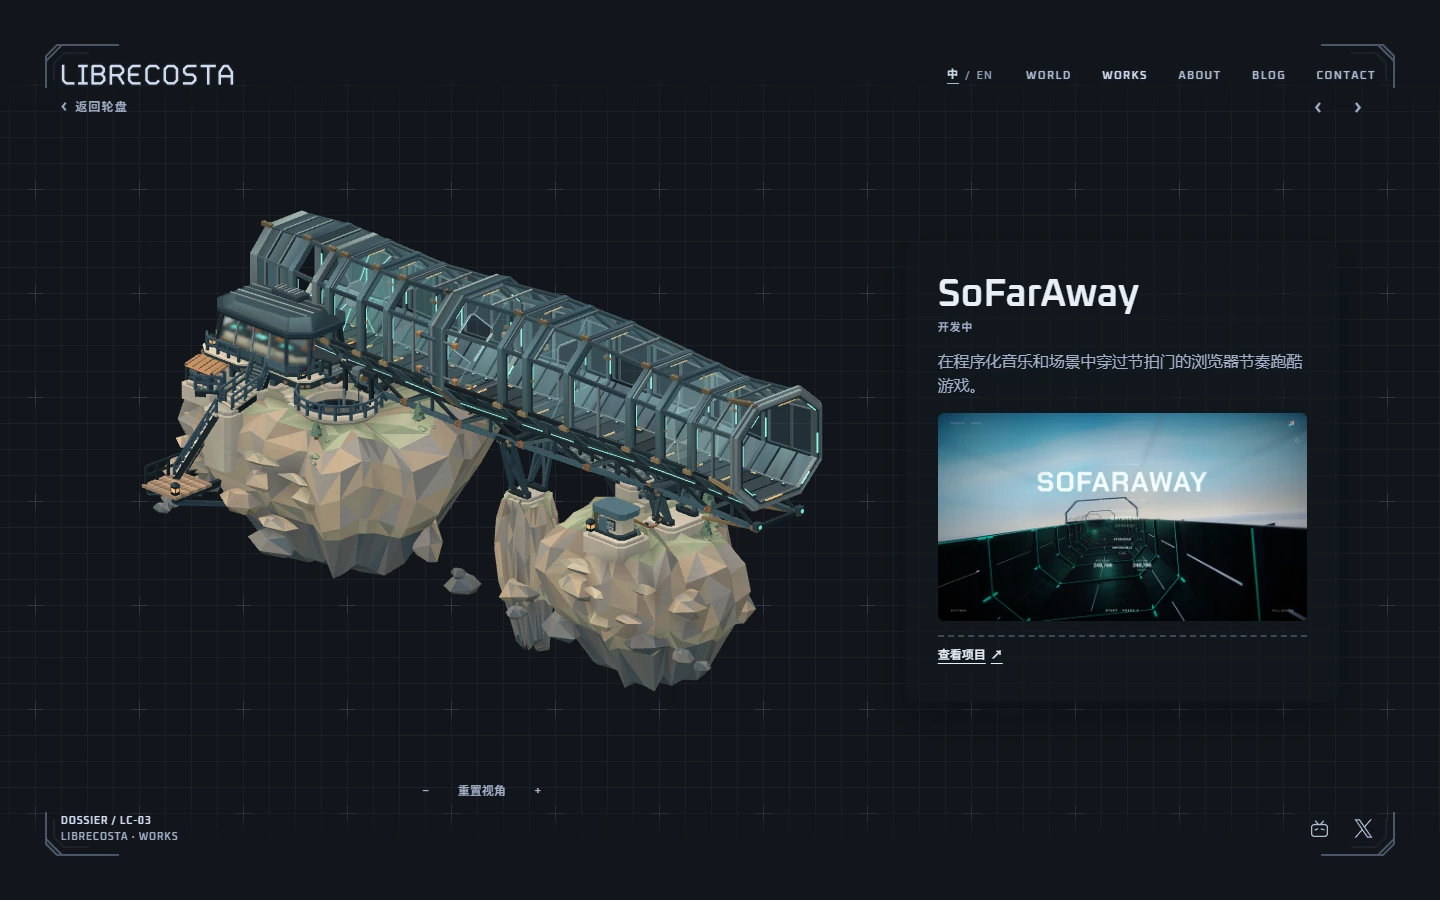 LIBRECOSTA
中 / EN
WORLD
WORKS
ABOUT
BLOG
CONTACT
‹ 返回轮盘
‹ ›
SoFarAway
开发中
在程序化音乐和场景中穿过节拍门的浏览器节奏跑酷
游戏。
SOFARAWAY
查看项目 ↗
− 重置视角 +
DOSSIER / LC-03
LIBRECOSTA · WORKS